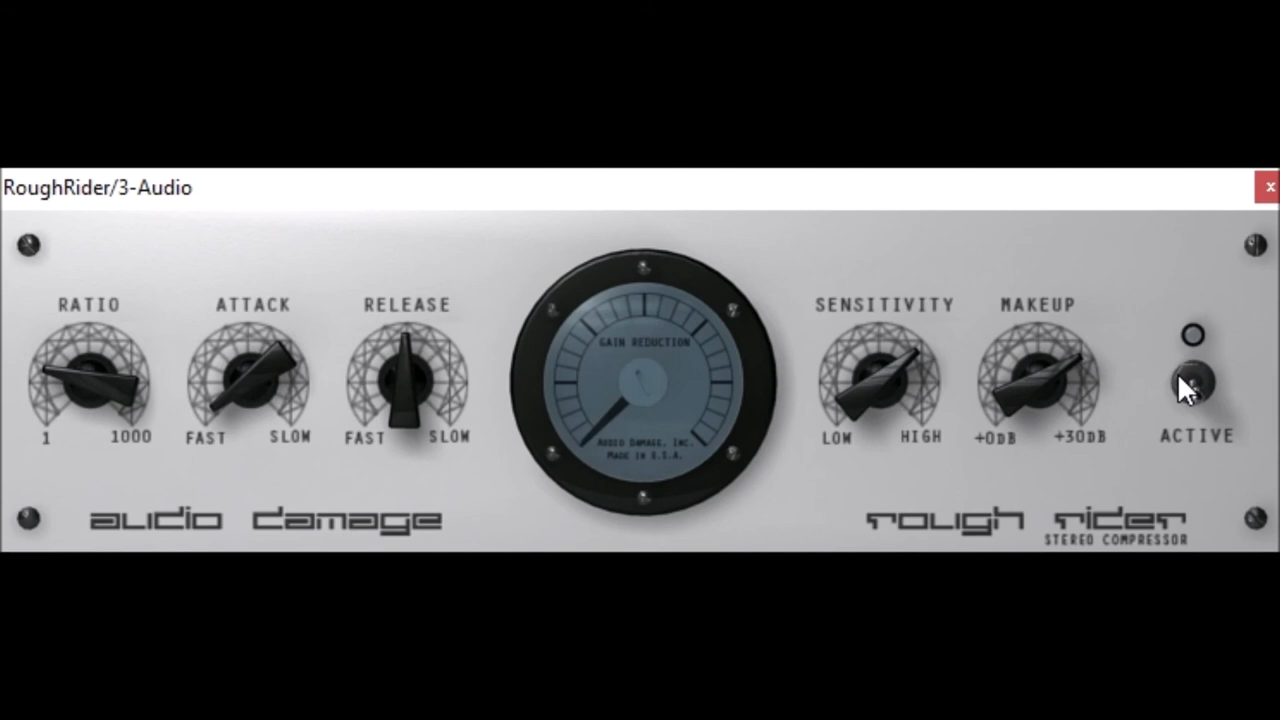 RoughRider/3-Audio
x
RATIO
ATTACK
RELEASE
SENSITIVITY
MAKEUP
GAIN REDUCTION
1
1000
FAST
SLOW
FAST
SLOW
LOW
HIGH
+0DB
+30DB
ACTIVE
AUDIO DAMAGE, INC.
MADE IN U.S.A.
audio damage
rough rider
STEREO COMPRESSOR